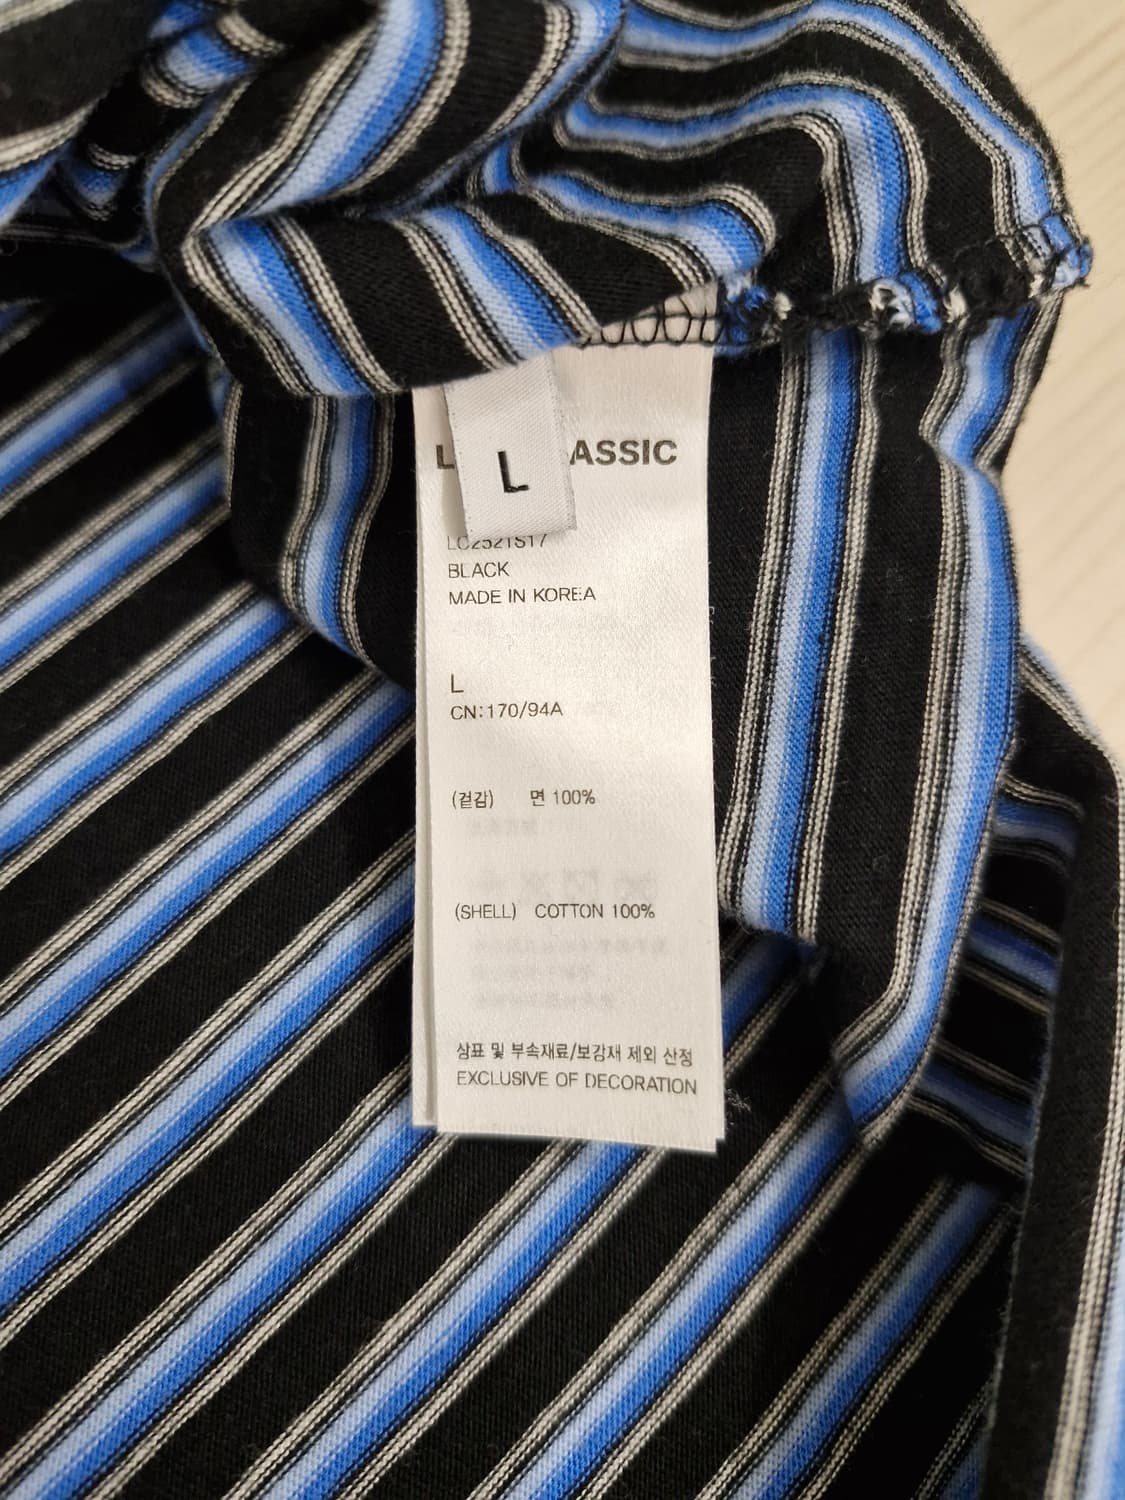 L
ASSIC
LC2521S17
BLACK
MADE IN KOREA
L
CN:170/94A
(겉감) 면 100%
(SHELL) COTTON 100%
상표 및 부속재료/보강재 제외 산정
EXCLUSIVE OF DECORATION